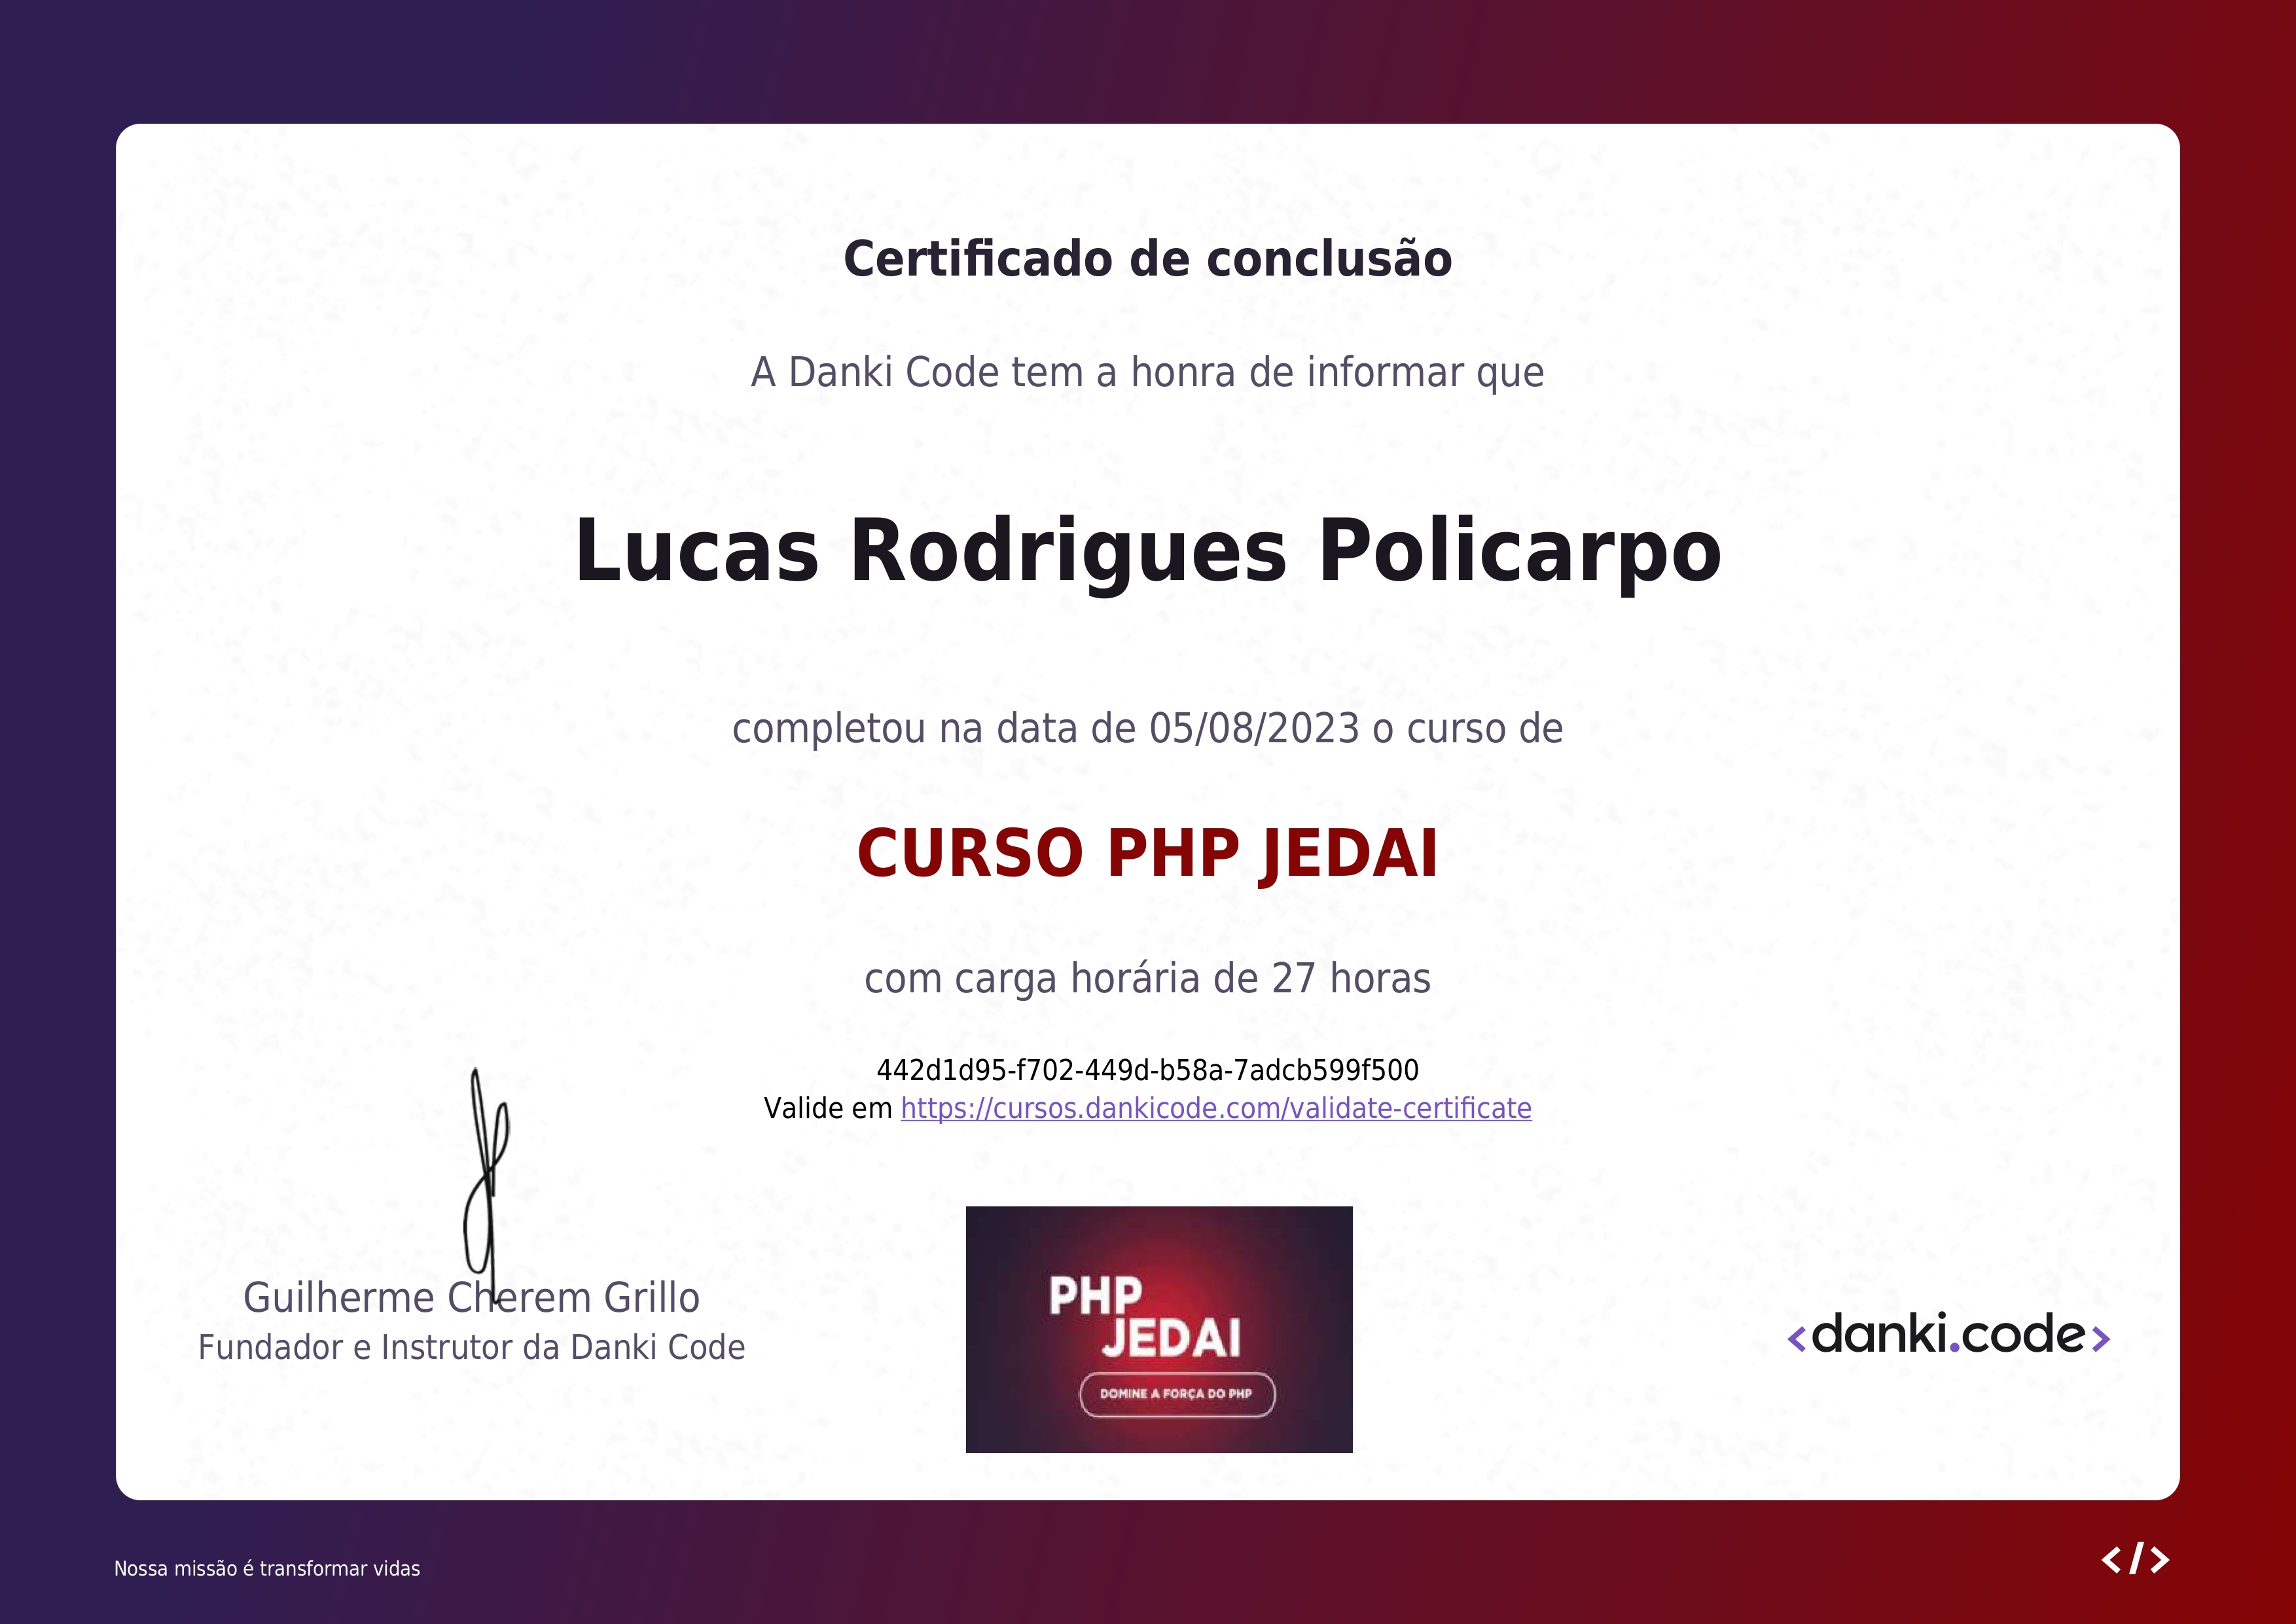 Certificado de conclusão
A Danki Code tem a honra de informar que
Lucas Rodrigues Policarpo
completou na data de 05/08/2023 o curso de
CURSO PHP JEDAI
com carga horária de 27 horas
442d1d95-f702-449d-b58a-7adcb599f500
Valide em https://cursos.dankicode.com/validate-certificate
Guilherme Cherem Grillo
Fundador e Instrutor da Danki Code
PHP
JEDAI
DOMINE A FORÇA DO PHP
<danki.code>
Nossa missão é transformar vidas
</>